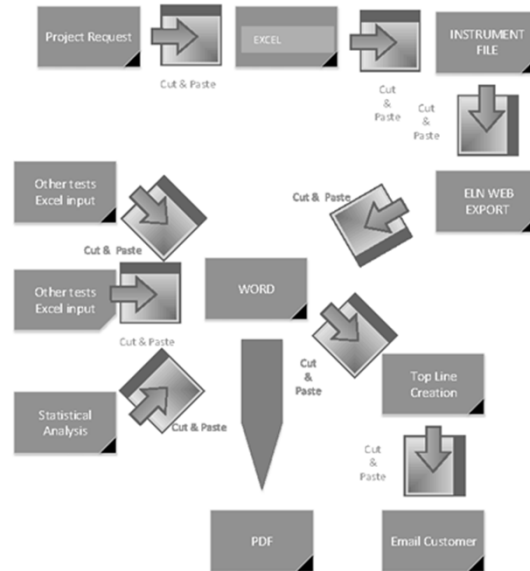 Project Request
EXCEL
INSTRUMENT
FILE
Cut & Paste
Cut
&
Paste
Cut
&
Paste
Other tests
Excel input
Cut & Paste
ELN WEB
EXPORT
Cut & Paste
Other tests
Excel input
WORD
Cut & Paste
Cut
&
Paste
Top Line
Creation
Statistical
Analysis
Cut & Paste
Cut
&
Paste
PDF
Email Customer